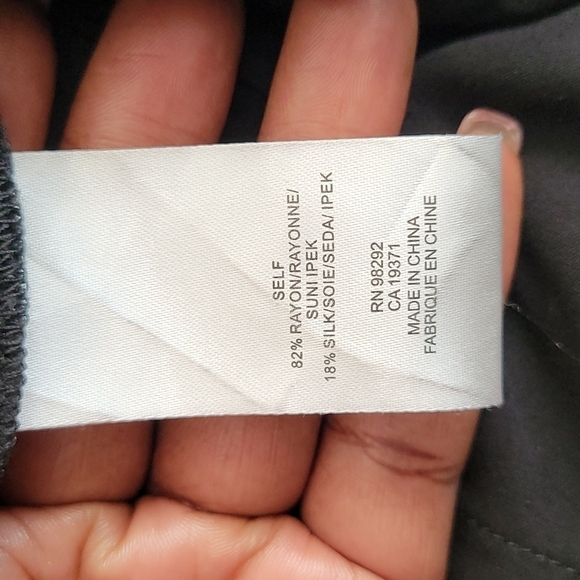 SELF
82% RAYON/RAYONNE/
SUNI IPEK
18% SILK/SOIE/SEDA/ IPEK
RN 98292
CA 19371
MADE IN CHINA
FABRIQUE EN CHINE